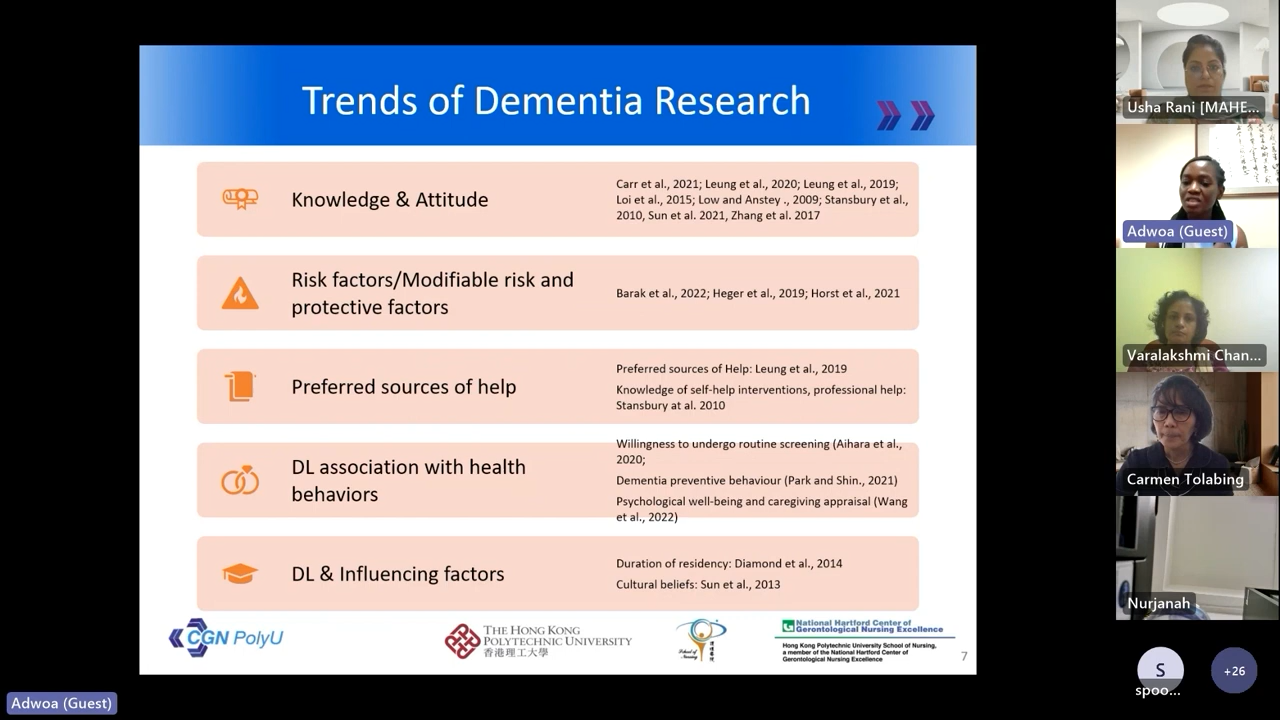 Trends of Dementia Research
Knowledge & Attitude
Carr et al., 2021; Leung et al., 2020; Leung et al., 2019;
Loi et al., 2015; Low and Anstey ., 2009; Stansbury et al.,
2010, Sun et al. 2021, Zhang et al. 2017
Risk factors/Modifiable risk and
protective factors
Barak et al., 2022; Heger et al., 2019; Horst et al., 2021
Preferred sources of help
Preferred sources of Help: Leung et al., 2019
Knowledge of self-help interventions, professional help:
Stansbury at al. 2010
DL association with health
behaviors
Willingness to undergo routine screening (Aihara et al.,
2020;
Dementia preventive behaviour (Park and Shin., 2021)
Psychological well-being and caregiving appraisal (Wang
et al., 2022)
DL & Influencing factors
Duration of residency: Diamond et al., 2014
Cultural beliefs: Sun et al., 2013
CGN PolyU
THE HONG KONG
POLYTECHNIC UNIVERSITY
香港理工大學
School of
Nursing
National Hartford Center of
Gerontological Nursing Excellence
Hong Kong Polytechnic University School of Nursing,
a member of the National Hartford Center of
Gerontological Nursing Excellence
7
Usha Rani [MAHE...
Adwoa (Guest)
Varalakshmi Chan...
Carmen Tolabing
Nurjanah
S
spoo...
+26
Adwoa (Guest)